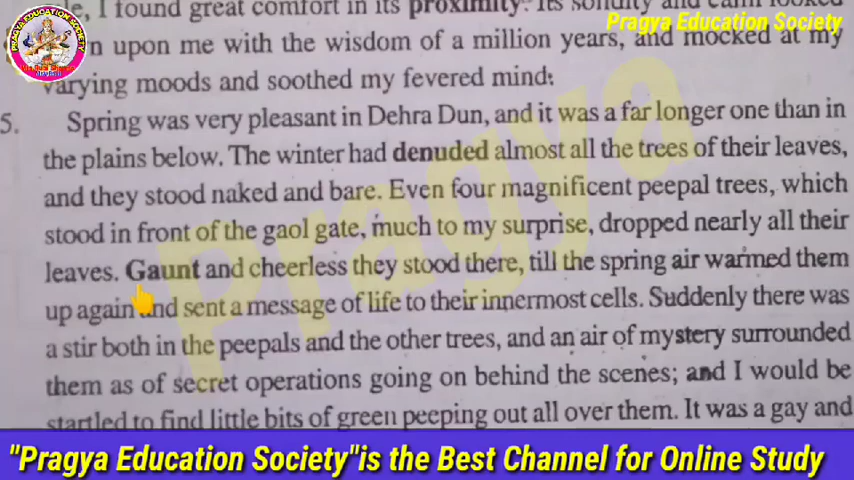 e, I found great comfort in its proximity. Its solidity and calm looked
Pragya Education Society
n upon me with the wisdom of a million years, and mocked at my
varying moods and soothed my fevered mind.
5. Spring was very pleasant in Dehra Dun, and it was a far longer one than in
the plains below. The winter had denuded almost all the trees of their leaves,
and they stood naked and bare. Even four magnificent peepal trees, which
stood in front of the gaol gate, much to my surprise, dropped nearly all their
leaves. Gaunt and cheerless they stood there, till the spring air warmed them
up again and sent a message of life to their innermost cells. Suddenly there was
a stir both in the peepals and the other trees, and an air of mystery surrounded
them as of secret operations going on behind the scenes; and I would be
startled to find little bits of green peeping out all over them. It was a gay and
Pragya
"Pragya Education Society"is the Best Channel for Online Study
PRAGYA EDUCATION SOCIETY